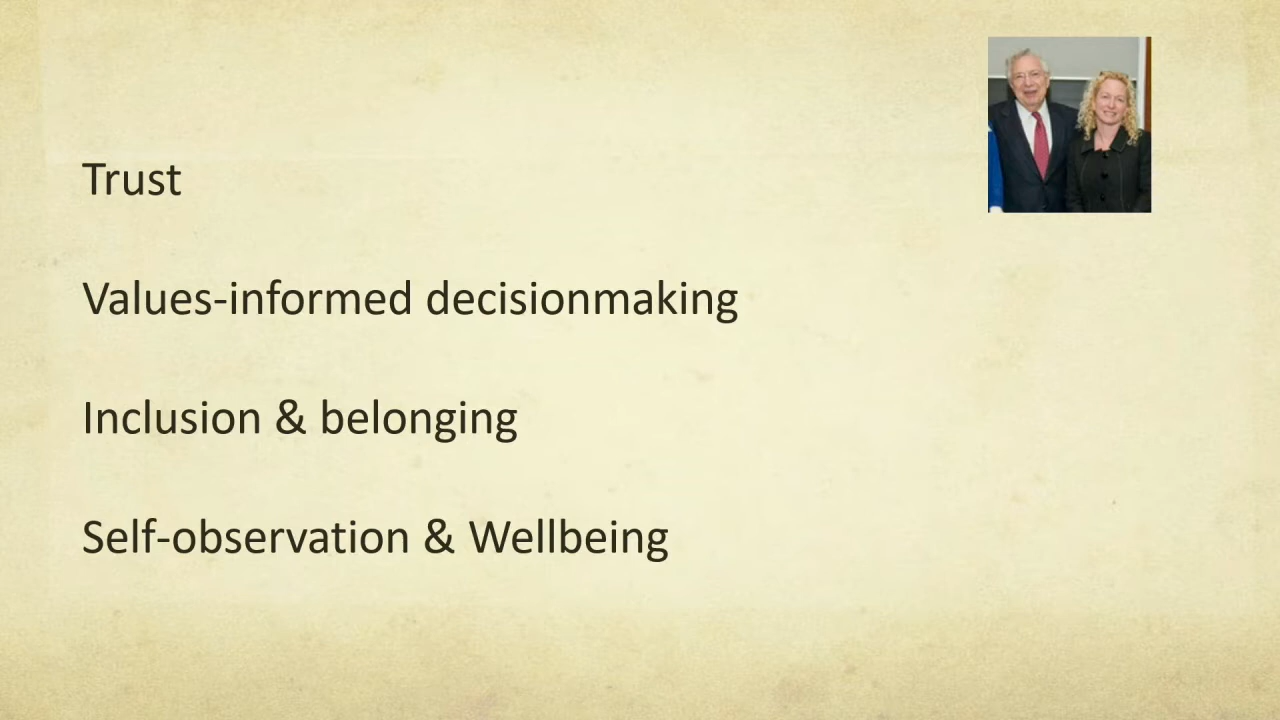 Trust
Values-informed decisionmaking
Inclusion & belonging
Self-observation & Wellbeing